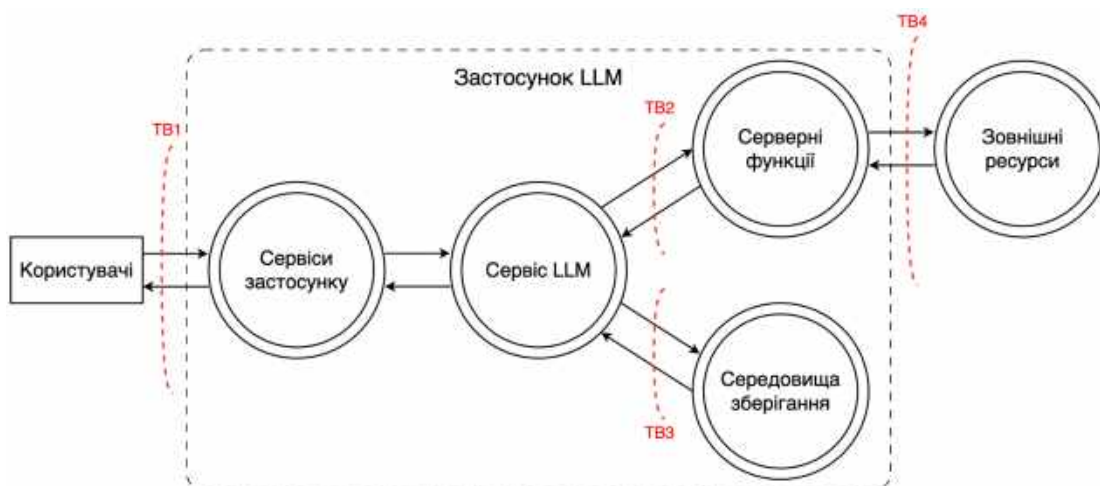 TB4
Застосунок LLM
TB1
TB2
Серверні
функції
Зовнішні
ресурси
Користувачі
Сервіси
застосунку
Сервіс LLM
Середовища
зберігання
TB3